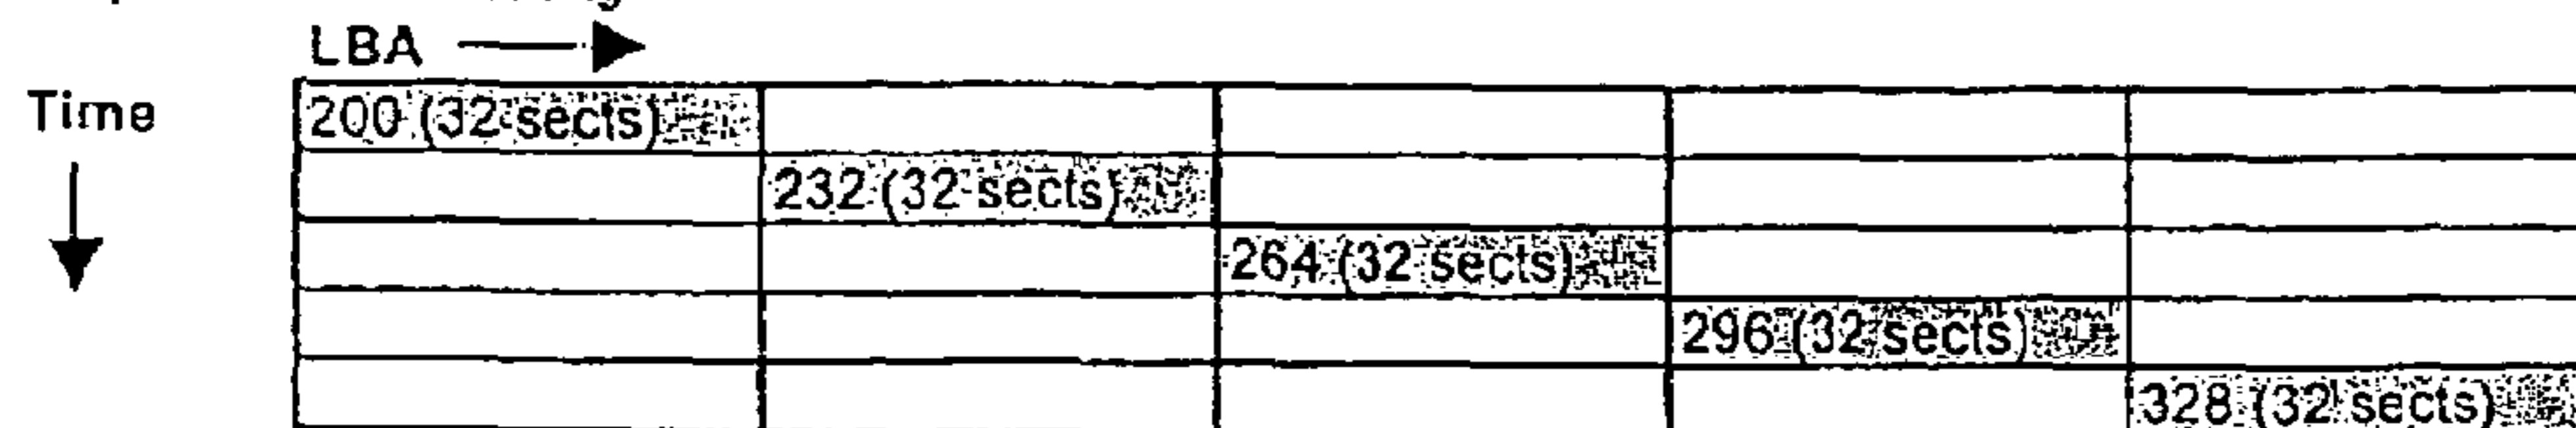 LBA
Time
200 (32 sects)
232 (32 sects)
264 (32 sects)
296 (32 sects)
328 (32 sects)